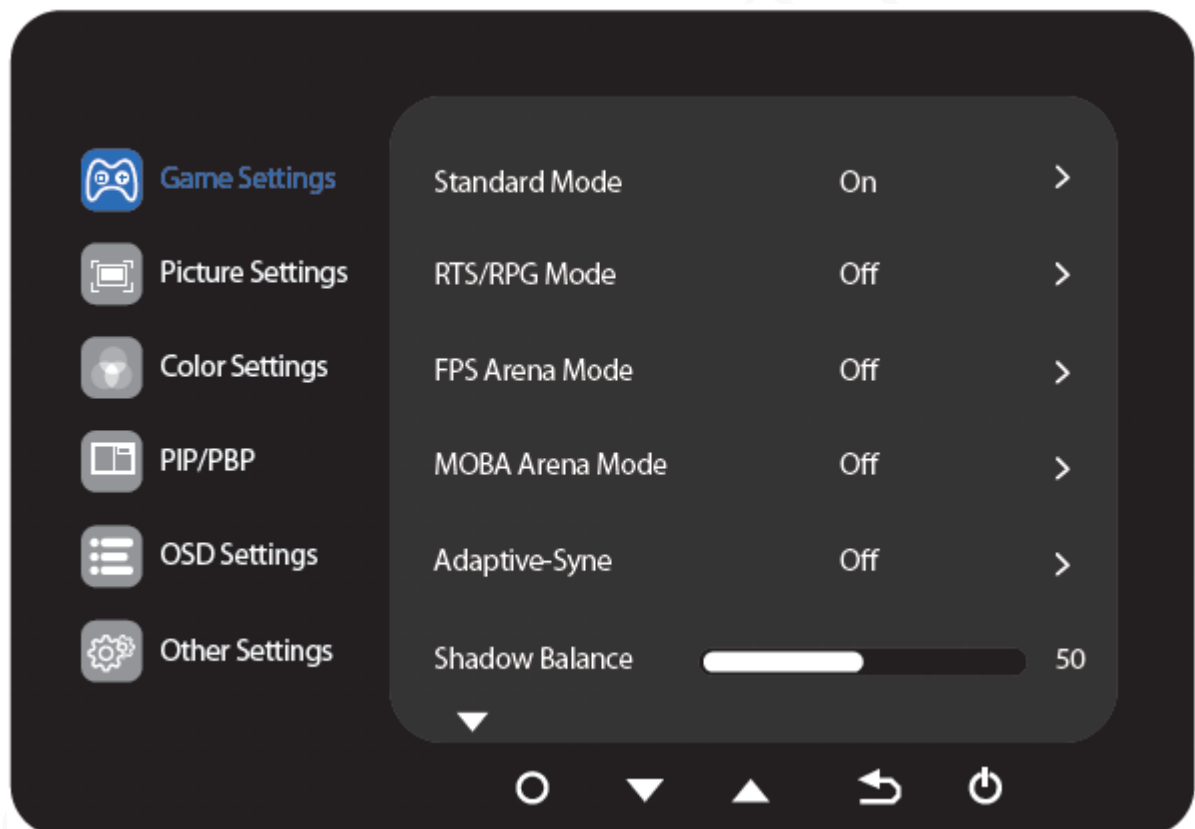 Game Settings
Picture Settings
Color Settings
PIP/PBP
OSD Settings
Other Settings
Standard Mode On
RTS/RPG Mode Off
FPS Arena Mode Off
MOBA Arena Mode Off
Adaptive-Syne Off
Shadow Balance 50